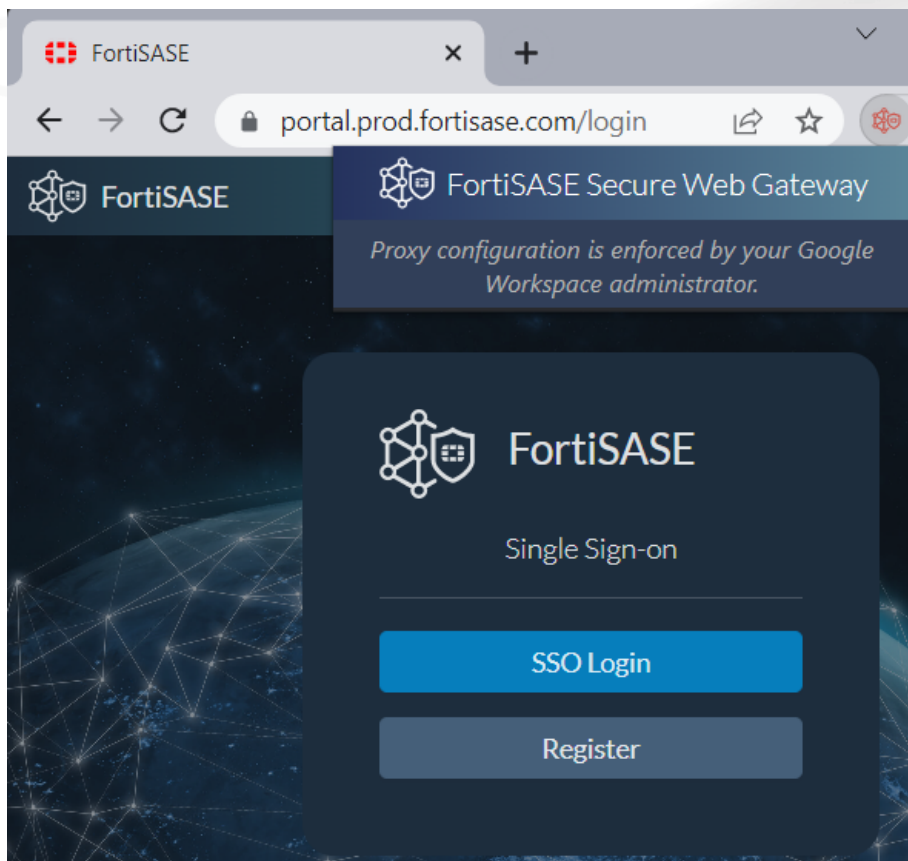 FortiSASE
portal.prod.fortisase.com/login
FortiSASE
FortiSASE Secure Web Gateway
Proxy configuration is enforced by your Google
Workspace administrator.
FortiSASE
Single Sign-on
SSO Login
Register